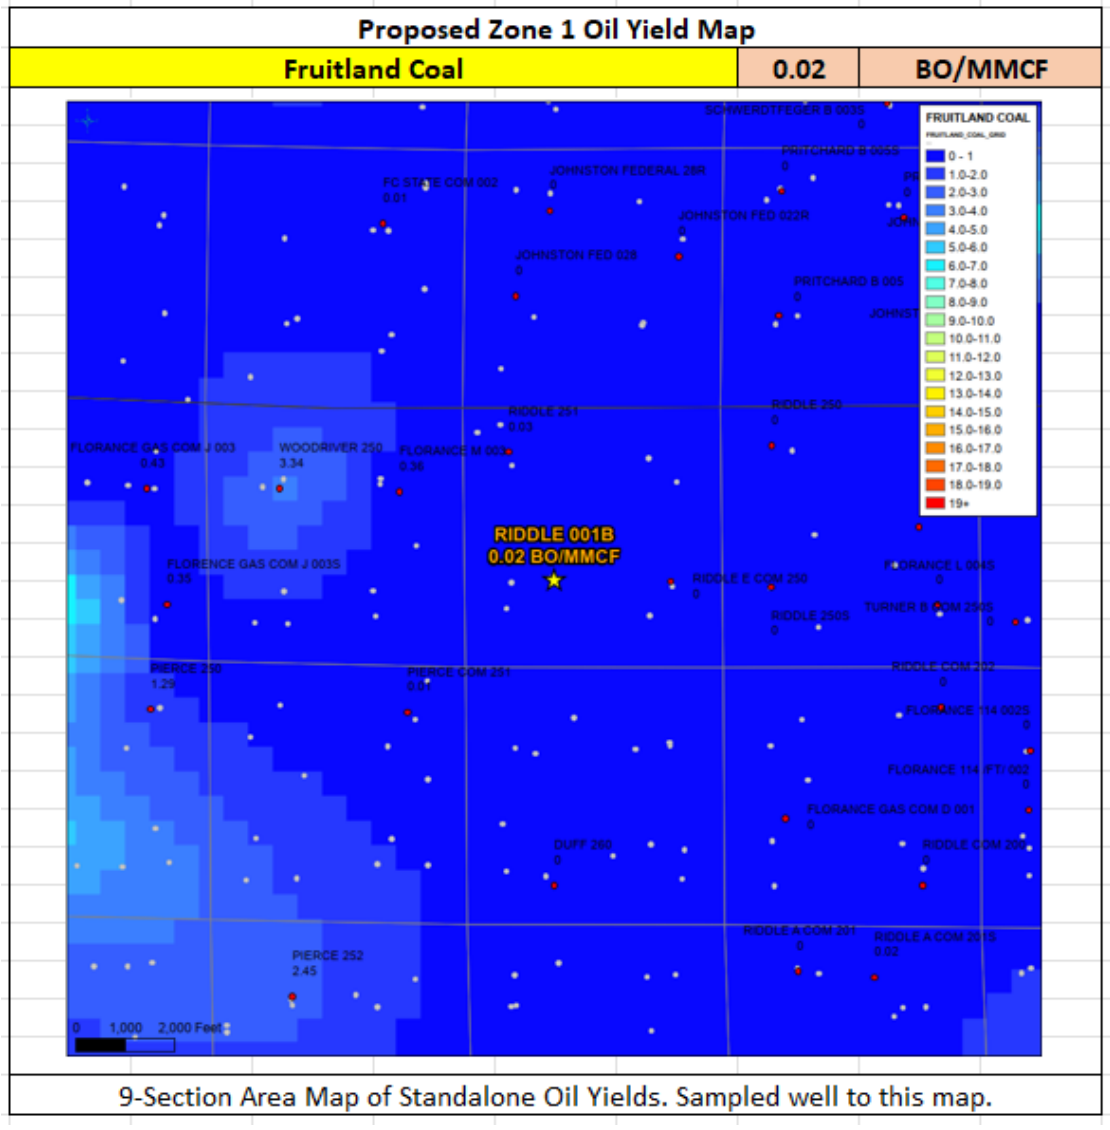 Proposed Zone 1 Oil Yield Map
Fruitland Coal 0.02 BO/MMCF
SCHWERDTFEGER B 003S
0
FRUITLAND COAL
FRUITLAND_COAL_GRID
0 - 1
1.0-2.0
2.0-3.0
3.0-4.0
4.0-5.0
5.0-6.0
6.0-7.0
7.0-8.0
8.0-9.0
9.0-10.0
10.0-11.0
11.0-12.0
12.0-13.0
13.0-14.0
14.0-15.0
15.0-16.0
16.0-17.0
17.0-18.0
18.0-19.0
19+
PRITCHARD B 005S
0
JOHNSTON FEDERAL 28R
0
FC STATE COM 002
0.01
PR
0
JOHNSTON FED 022R
0
JOHN
JOHNSTON FED 028
0
PRITCHARD B 005
0
JOHNST
RIDDLE 251
0.03
RIDDLE 250
0
FLORANCE GAS COM J 003
0.43
WOODRIVER 250
3.34
FLORANCE M 003
0.36
RIDDLE 001B
0.02 BO/MMCF
FLORENCE GAS COM J 003S
0.35
RIDDLE E COM 250
0
FLORANCE L 004S
0
TURNER B COM 250S
0
RIDDLE 250S
0
PIERCE 250
1.29
PIERCE COM 251
0.01
RIDDLE COM 202
0
FLORANCE 114 002S
0
FLORANCE 114 /FT/ 002
0
FLORANCE GAS COM D 001
0
DUFF 260
0
RIDDLE COM 200
0
RIDDLE A COM 201
0
RIDDLE A COM 201S
0.02
PIERCE 252
2.45
0 1,000 2,000 Feet
9-Section Area Map of Standalone Oil Yields. Sampled well to this map.